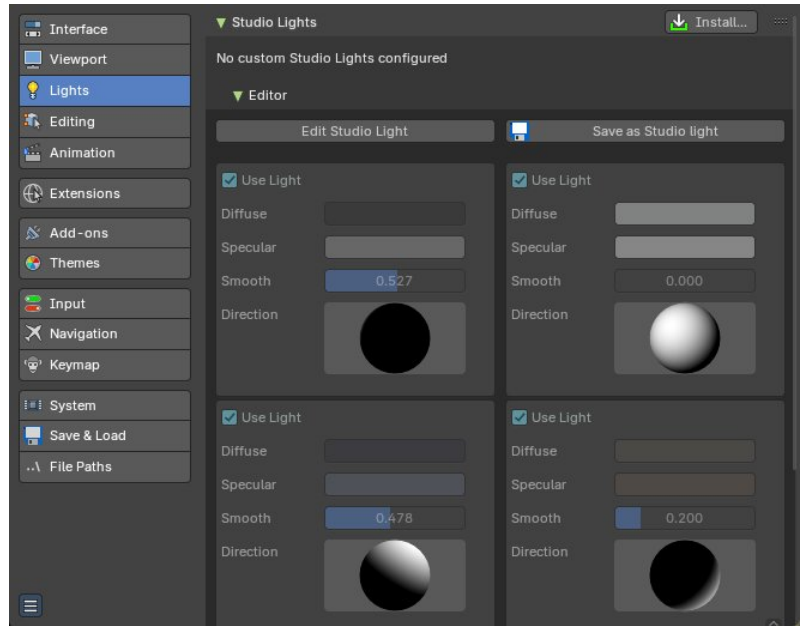 Interface
Viewport
Lights
Editing
Animation
Extensions
Add-ons
Themes
Input
Navigation
Keymap
System
Save & Load
..\ File Paths
Studio Lights
Install...
No custom Studio Lights configured
Editor
Edit Studio Light
Save as Studio light
Use Light
Diffuse
Specular
Smooth 0.527
Direction
Use Light
Diffuse
Specular
Smooth 0.000
Direction
Use Light
Diffuse
Specular
Smooth 0.478
Direction
Use Light
Diffuse
Specular
Smooth 0.200
Direction